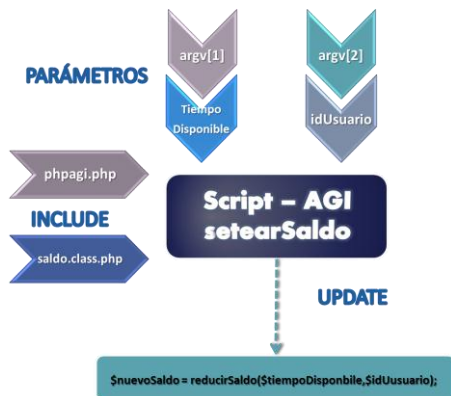 argv[1]
argv[2]
PARÁMETROS
Tiempo
Disponible
idUsuario
phpagi.php
INCLUDE
saldo.class.php
Script – AGI
setearSaldo
UPDATE
$nuevoSaldo = reducirSaldo($tiempoDisponbile,$idUusuario);